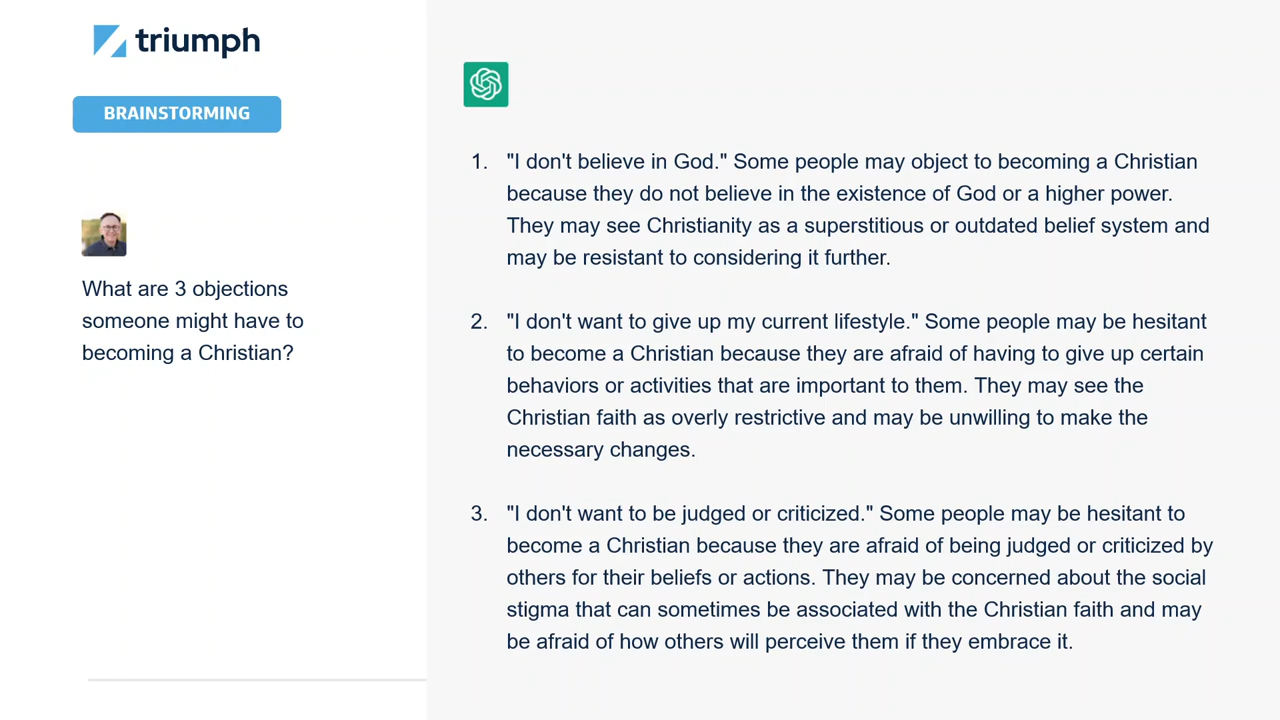 triumph
BRAINSTORMING
What are 3 objections
someone might have to
becoming a Christian?
1. "I don't believe in God." Some people may object to becoming a Christian
because they do not believe in the existence of God or a higher power.
They may see Christianity as a superstitious or outdated belief system and
may be resistant to considering it further.
2. "I don't want to give up my current lifestyle." Some people may be hesitant
to become a Christian because they are afraid of having to give up certain
behaviors or activities that are important to them. They may see the
Christian faith as overly restrictive and may be unwilling to make the
necessary changes.
3. "I don't want to be judged or criticized." Some people may be hesitant to
become a Christian because they are afraid of being judged or criticized by
others for their beliefs or actions. They may be concerned about the social
stigma that can sometimes be associated with the Christian faith and may
be afraid of how others will perceive them if they embrace it.